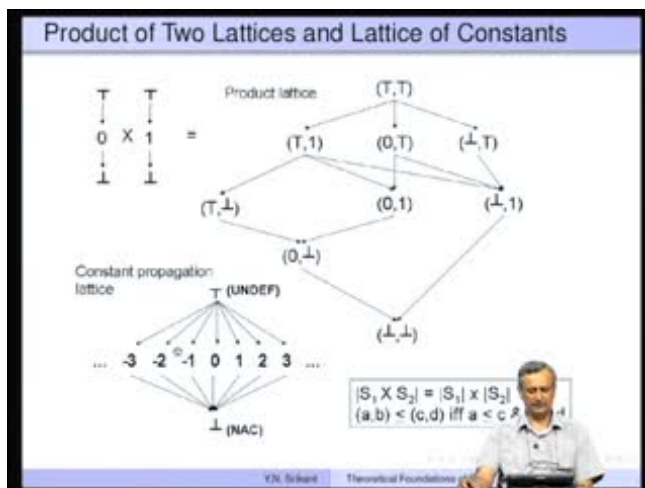 Product of Two Lattices and Lattice of Constants
⊤ ⊤
Product lattice
(T,T)
0 X 1 =
(T,1) (0,T) (⊥,T)
⊥ ⊥
(T,⊥) (0,1) (⊥,1)
(0,⊥)
Constant propagation
lattice
⊤ (UNDEF)
(⊥,⊥)
... -3 -2 -1 0 1 2 3 ...
⊥ (NAC)
|S₁ X S₂| = |S₁| x |S₂|
(a,b) < (c,d) iff a < c &
Y.N. Srikant Theoretical Foundations of